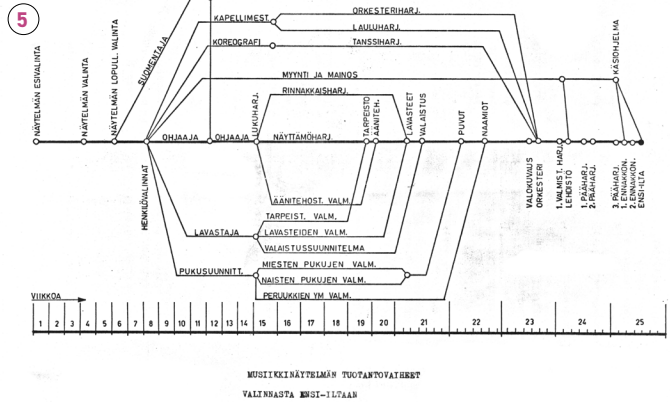 5
KAPELLIMEST
ORKESTERIHARJ.
LAULUHARJ.
KOREOGRAFI
TANSSIHARJ.
SUOMENTAJA
MYYNTI JA MAINOS
RINNAKKAISHARJ.
NÄYTELMÄN ESIVALINTA
NÄYTELMÄN VALINTA
NÄYTELMÄN LOPULL. VALINTA
HENKILÖVALINNAT
OHJAAJA
OHJAAJA
LUKUHARJ.
NÄYTTÄMÖHARJ.
TARPEISTO
ÄÄNITEH.
LAVASTEET
VALAISTUS
PUVUT
NAAMIOT
VALOKUVAUS
ORKESTERI
1. VALMIST. HARJ.
LEHDISTÖ
1. PÄÄHARJ.
2. PÄÄHARJ.
KÄSIOHJELMA
3. PÄÄHARJ.
1. ENNAKKON.
2. ENNAKKON.
ENSI-ILTA
ÄÄNITEHOST. VALM.
TARPEIST. VALM.
LAVASTAJA
LAVASTEIDEN VALM.
VALAISTUSSUUNNITELMA
PUKUSUUNNITT.
MIESTEN PUKUJEN VALM.
NAISTEN PUKUJEN VALM.
PERUUKKIEN YM VALM.
VIIKKOA
1 2 3 4 5 6 7 8 9 10 11 12 13 14 15 16 17 18 19 20 21 22 23 24 25
MUSIIKKINÄYTELMÄN TUOTANTOVAIHEET
VALINNASTA ENSI-ILTAAN